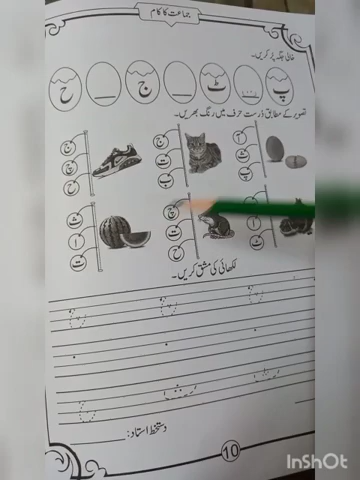 جماعت کا کام
خالی جگہ پُر کریں۔
پ ٹ ج ح
تصویر کے مطابق درست حرف میں رنگ بھریں۔
ج ج آ
چ ت ث
ح ب پ
ث چ
ا ت ا
ت ح ث
لکھائی کی مشق کریں۔
دستخط استاد:
10
InShOt